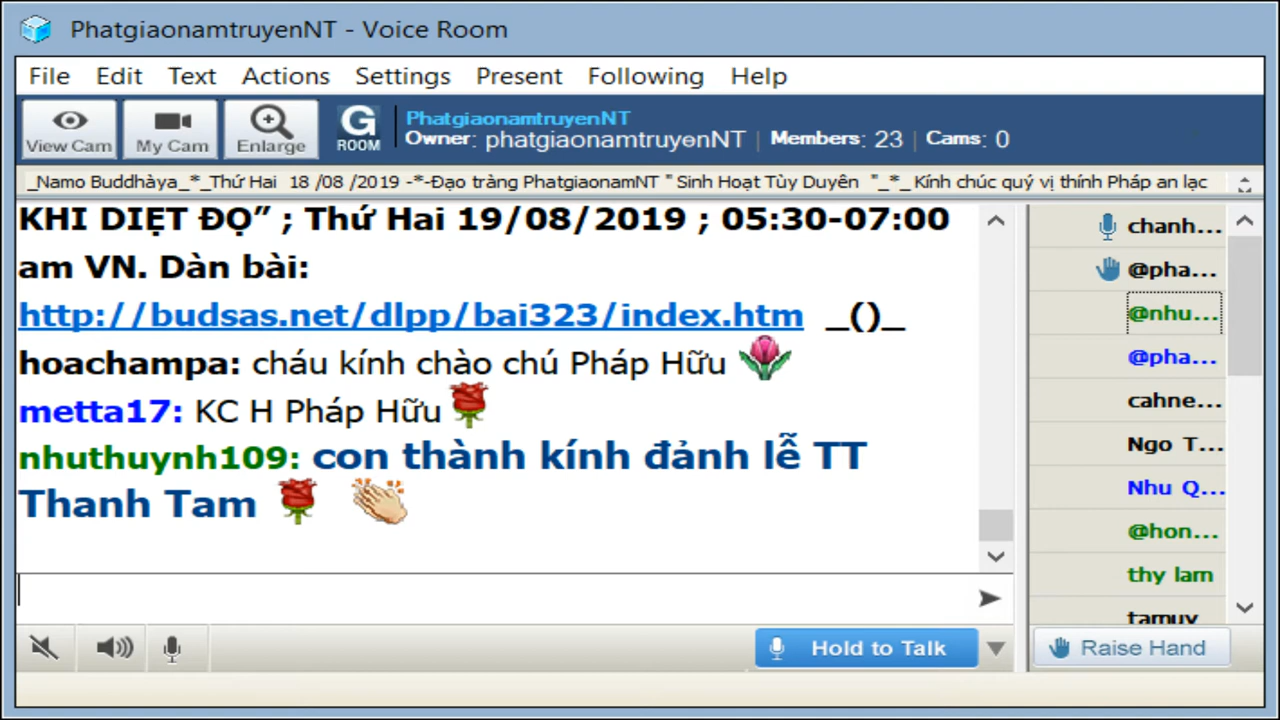 PhatgiaonamtruyenNT - Voice Room
File Edit Text Actions Settings Present Following Help
View Cam My Cam Enlarge G ROOM
PhatgiaonamtruyenNT
Owner: phatgiaonamtruyenNT | Members: 23 | Cams: 0
_Namo Buddhàya_*_Thứ Hai 18 /08 /2019 -*-Đạo tràng PhatgiaonamNT " Sinh Hoạt Tùy Duyên "_*_ Kính chúc quý vị thính Pháp an lạc
KHI DIỆT ĐỘ” ; Thứ Hai 19/08/2019 ; 05:30-07:00
am VN. Dàn bài:
http://budsas.net/dlpp/bai323/index.htm _()_
hoachampa: cháu kính chào chú Pháp Hữu
metta17: KC H Pháp Hữu
nhuthuynh109: con thành kính đảnh lễ TT
Thanh Tam
chanh...
@pha...
@nhu...
@pha...
cahne...
Ngo T...
Nhu Q...
@hon...
thy lam
tamuy
Hold to Talk
Raise Hand